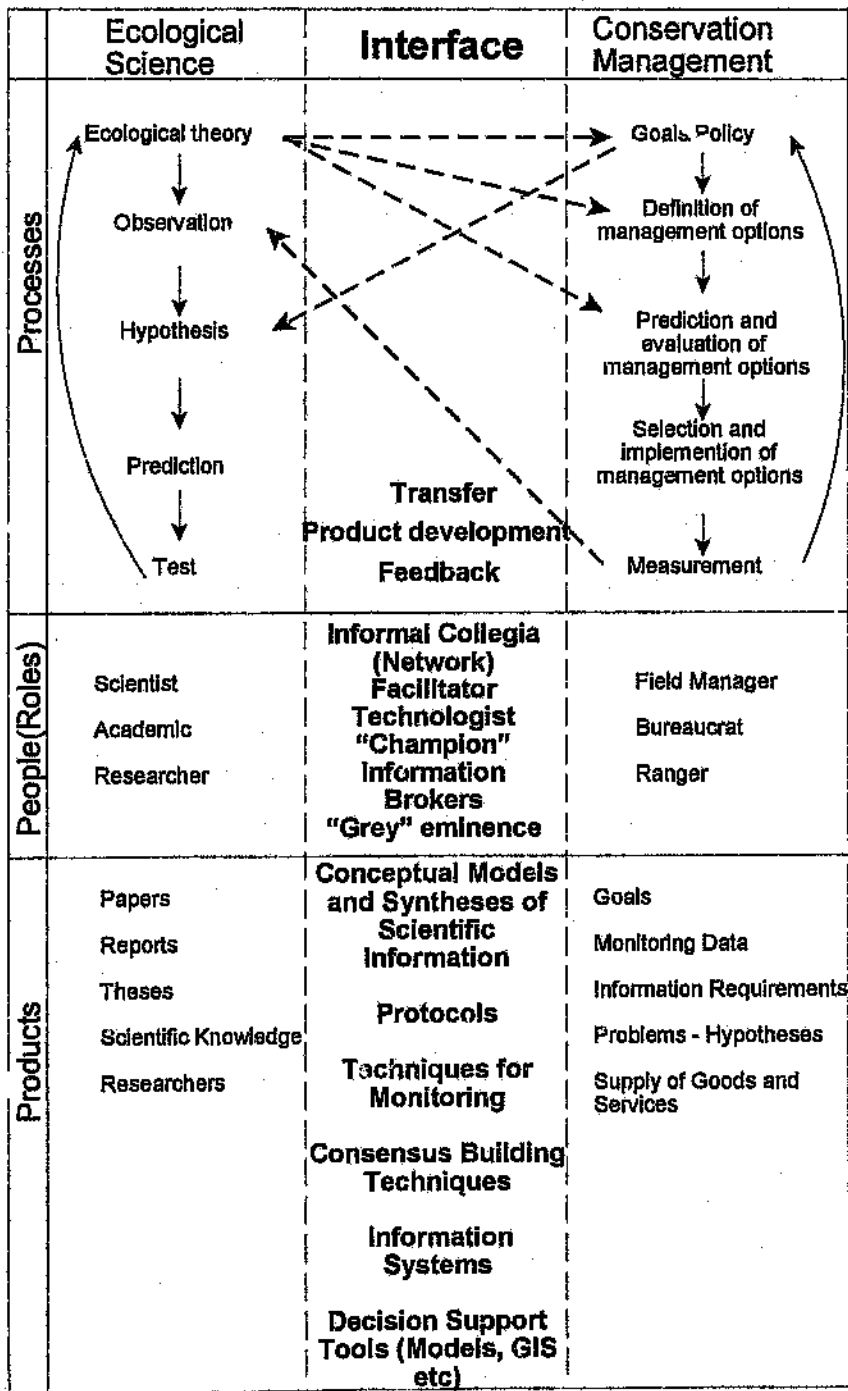 Ecological
Science
Interface
Conservation
Management
Processes
Ecological theory
Observation
Hypothesis
Prediction
Test
Transfer
Product development
Feedback
Goals Policy
Definition of
management options
Prediction and
evaluation of
management options
Selection and
implemention of
management options
Measurement
People(Roles)
Scientist
Academic
Researcher
Informal Collegia
(Network)
Facilitator
Technologist
"Champion"
Information
Brokers
"Grey" eminence
Field Manager
Bureaucrat
Ranger
Products
Papers
Reports
Theses
Scientific Knowledge
Researchers
Conceptual Models
and Syntheses of
Scientific
Information
Protocols
Techniques for
Monitoring
Consensus Building
Techniques
Information
Systems
Decision Support
Tools (Models, GIS
etc)
Goals
Monitoring Data
Information Requirements
Problems - Hypotheses
Supply of Goods and
Services